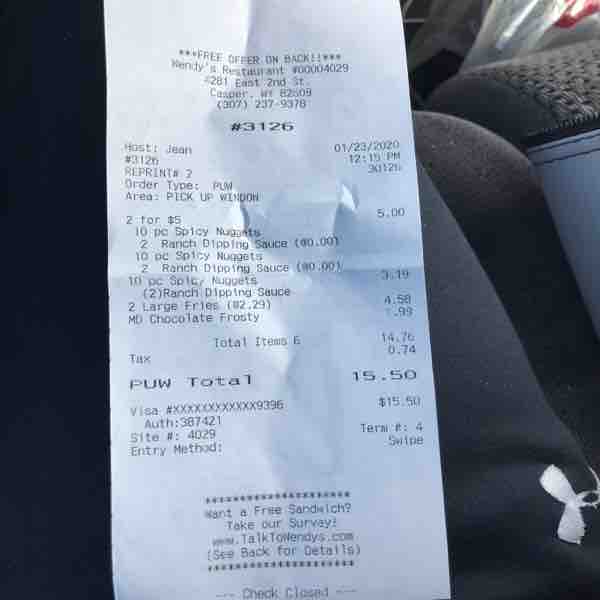 ***FREE OFFER ON BACK!!***
Wendy's Restaurant #00004029
4281 East 2nd St.
Casper, WY 82609
(307) 237-9378
#3126
Host: Jean 01/23/2020
#3126 12:15 PM
REPRINT# 2 30126
Order Type: PUW
Area: PICK UP WINDOW
2 for $5 5.00
10 pc Spicy Nuggets
2 Ranch Dipping Sauce (@0.00)
10 pc Spicy Nuggets
2 Ranch Dipping Sauce (@0.00)
10 pc Spicy Nuggets 3.19
(2)Ranch Dipping Sauce
2 Large Fries (@2.29) 4.58
MD Chocolate Frosty 1.99
Total Items 6 14.76
Tax 0.74
PUW Total 15.50
Visa #XXXXXXXXXXXX9396 $15.50
Auth:387421
Site #: 4029 Term #: 4
Entry Method: Swipe
#####################
Want a Free Sandwich?
Take our Survay!
www.TalkToWendys.com
(See Back for Details)
#####################
--- Check Closed ---